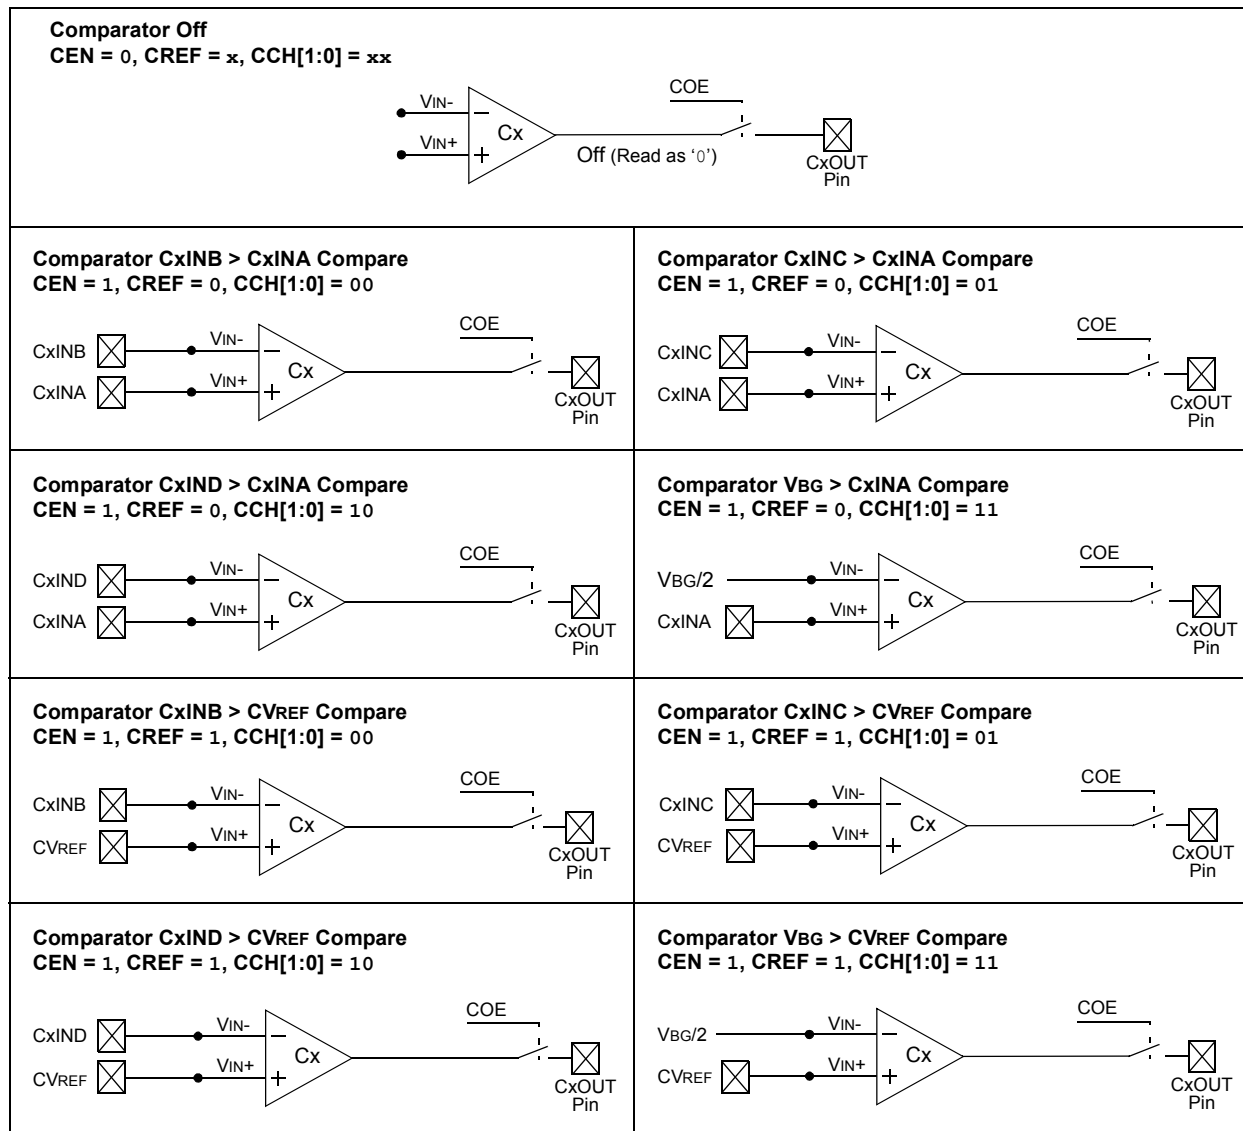 Comparator Off
CEN = 0, CREF = x, CCH[1:0] = xx
COE
VIN-
Cx
VIN+
Off (Read as ‘0’)
CxOUT
Pin
Comparator CxINB > CxINA Compare
CEN = 1, CREF = 0, CCH[1:0] = 00
COE
CxINB
VIN-
Cx
CxINA
VIN+
CxOUT
Pin
Comparator CxINC > CxINA Compare
CEN = 1, CREF = 0, CCH[1:0] = 01
COE
CxINC
VIN-
Cx
CxINA
VIN+
CxOUT
Pin
Comparator CxIND > CxINA Compare
CEN = 1, CREF = 0, CCH[1:0] = 10
COE
CxIND
VIN-
Cx
CxINA
VIN+
CxOUT
Pin
Comparator VBG > CxINA Compare
CEN = 1, CREF = 0, CCH[1:0] = 11
COE
VBG/2
VIN-
Cx
CxINA
VIN+
CxOUT
Pin
Comparator CxINB > CVREF Compare
CEN = 1, CREF = 1, CCH[1:0] = 00
COE
CxINB
VIN-
Cx
CVREF
VIN+
CxOUT
Pin
Comparator CxINC > CVREF Compare
CEN = 1, CREF = 1, CCH[1:0] = 01
COE
CxINC
VIN-
Cx
CVREF
VIN+
CxOUT
Pin
Comparator CxIND > CVREF Compare
CEN = 1, CREF = 1, CCH[1:0] = 10
COE
CxIND
VIN-
Cx
CVREF
VIN+
CxOUT
Pin
Comparator VBG > CVREF Compare
CEN = 1, CREF = 1, CCH[1:0] = 11
COE
VBG/2
VIN-
Cx
CVREF
VIN+
CxOUT
Pin